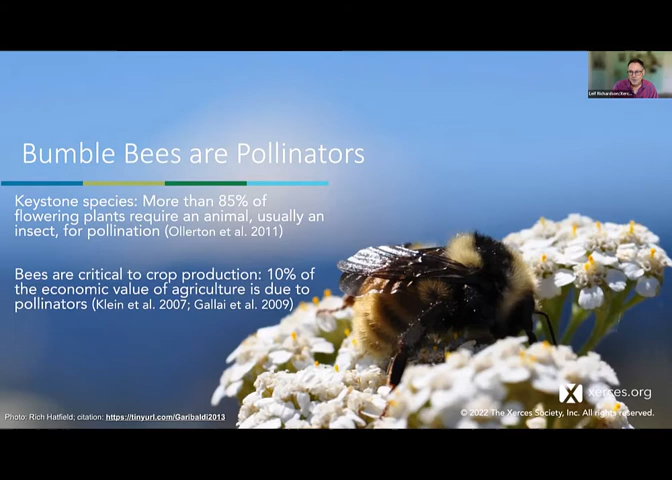 Leif Richardson/Xerc...
Bumble Bees are Pollinators
Keystone species: More than 85% of
flowering plants require an animal, usually an
insect, for pollination (Ollerton et al. 2011)
Bees are critical to crop production: 10% of
the economic value of agriculture is due to
pollinators (Klein et al. 2007; Gallai et al. 2009)
xerces.org
Photo: Rich Hatfield; citation: https://tinyurl.com/Garibaldi2013
© 2022 The Xerces Society, Inc. All rights reserved.